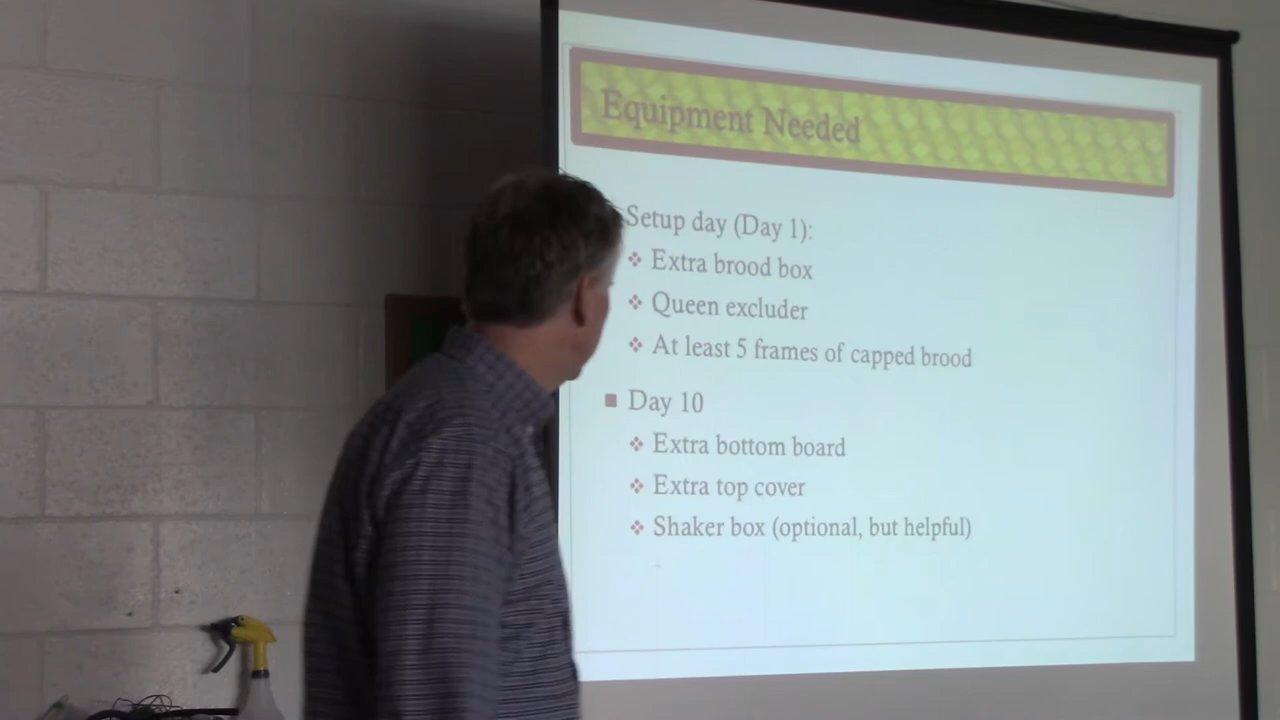 Equipment Needed
Setup day (Day 1):
Extra brood box
Queen excluder
At least 5 frames of capped brood
Day 10
Extra bottom board
Extra top cover
Shaker box (optional, but helpful)